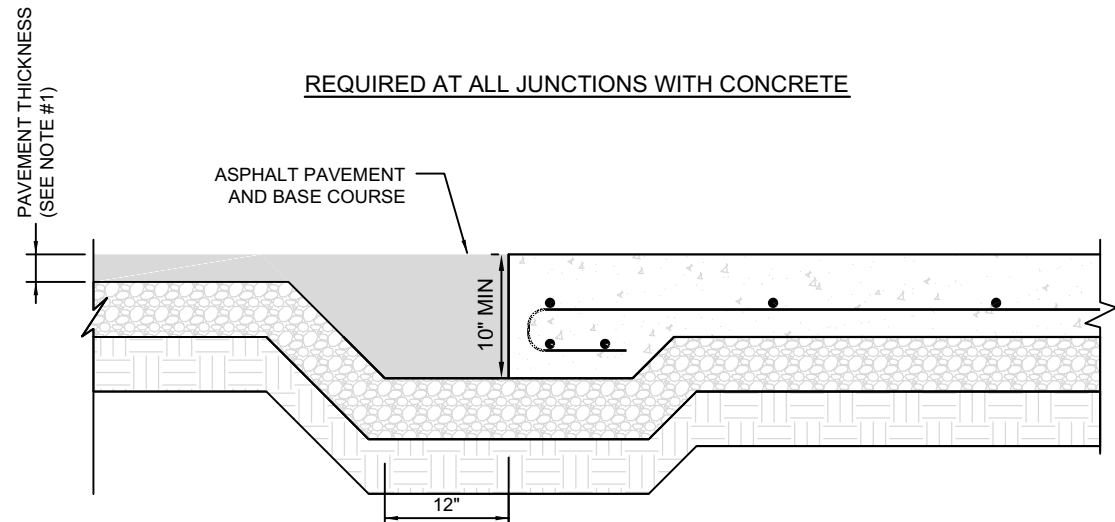 PAVEMENT THICKNESS
(SEE NOTE #1)
REQUIRED AT ALL JUNCTIONS WITH CONCRETE
ASPHALT PAVEMENT
AND BASE COURSE
10" MIN
12"